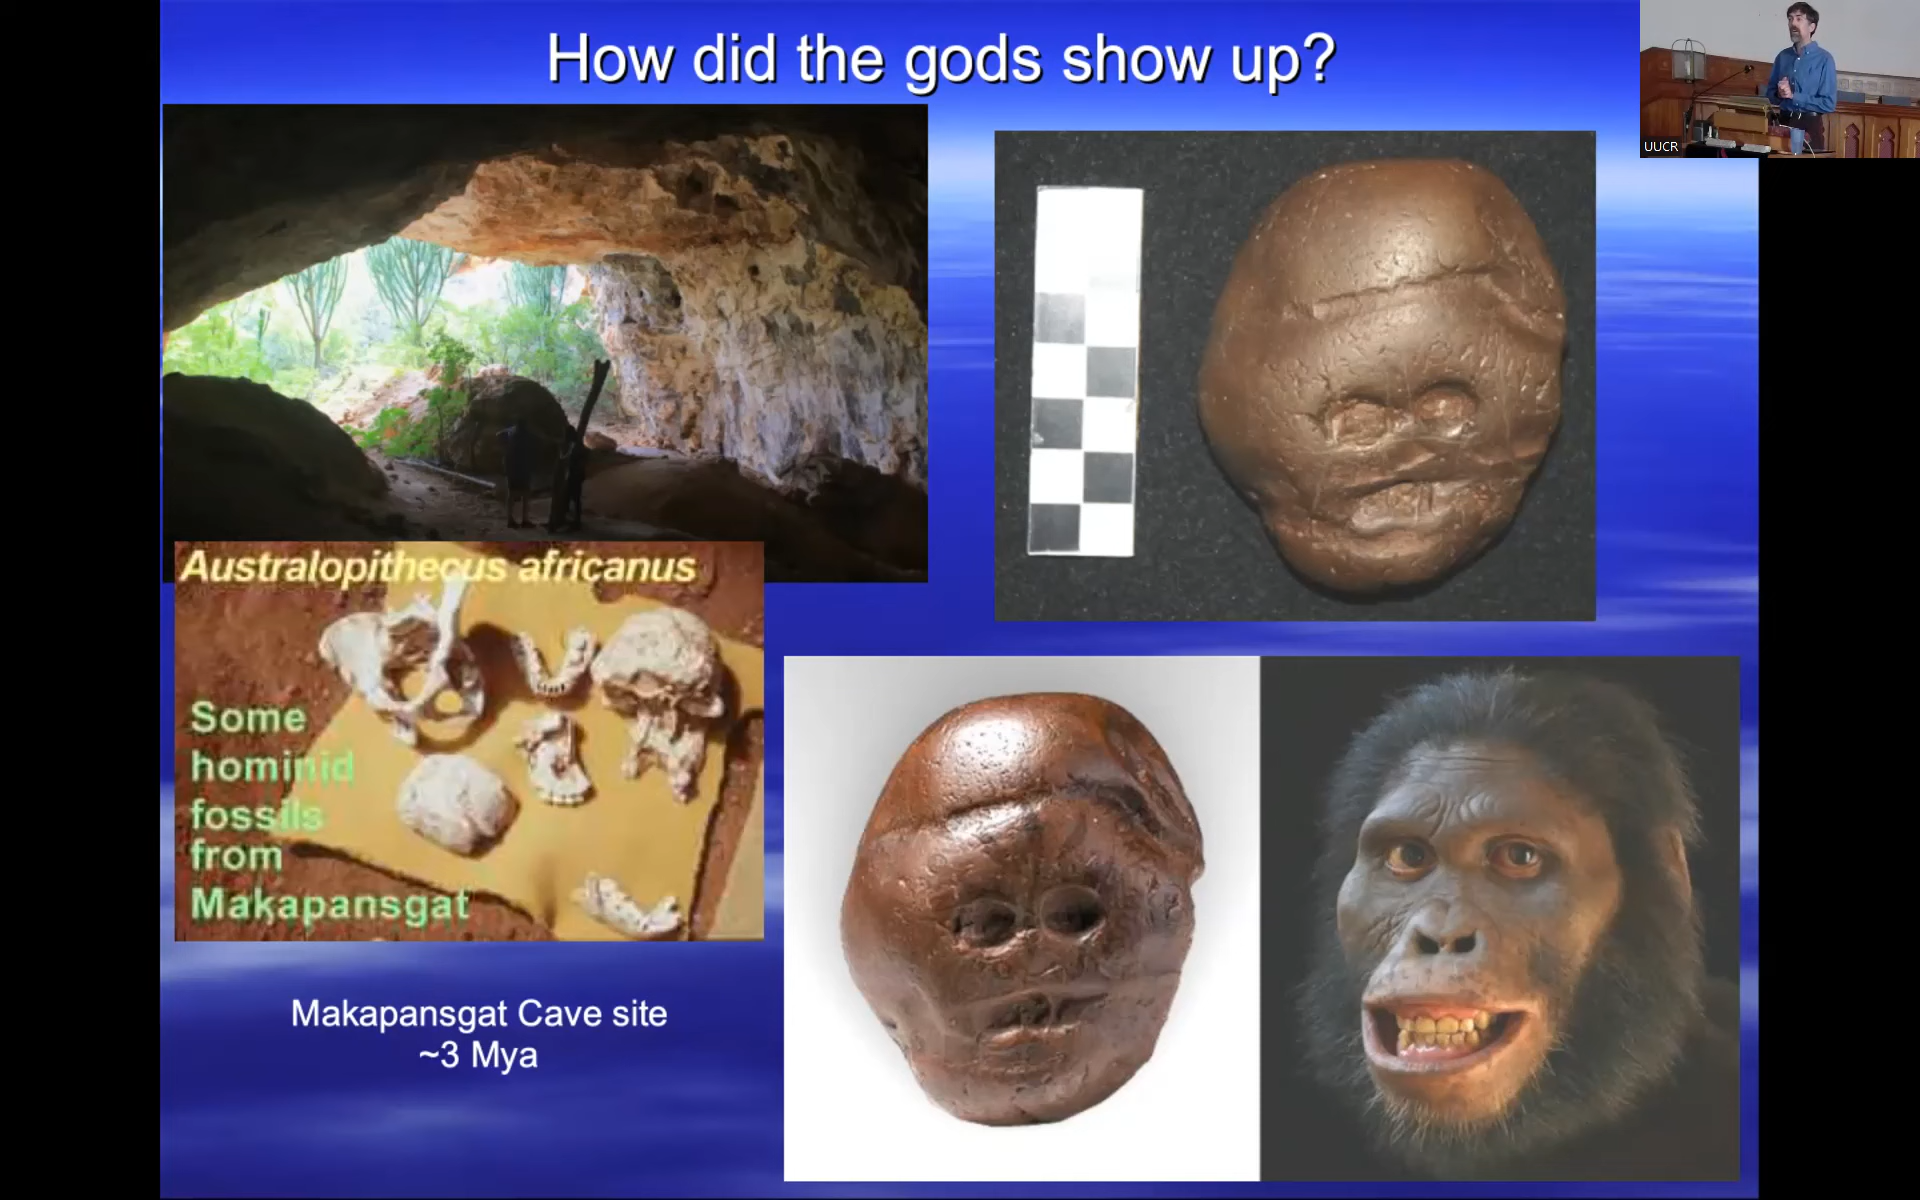 How did the gods show up?
UUCR
Australopithecus africanus
Some
hominid
fossils
from
Makapansgat
Makapansgat Cave site
~3 Mya